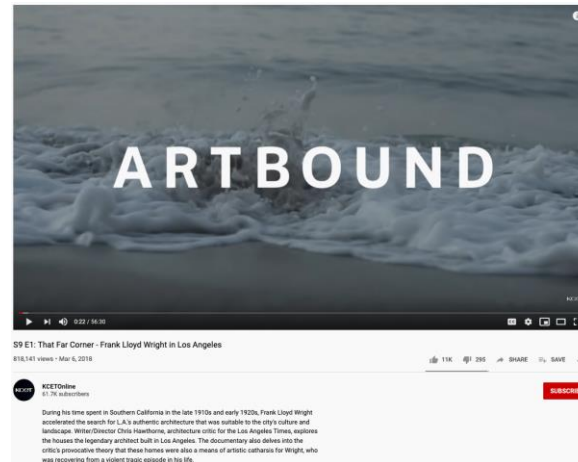 ARTBOUND
KCET
0:22 / 56:30
S9 E1: That Far Corner - Frank Lloyd Wright in Los Angeles
818,141 views • Mar 6, 2018
11K 295 SHARE SAVE
KCET
KCETOnline
61.7K subscribers
SUBSCRIBE
During his time spent in Southern California in the late 1910s and early 1920s, Frank Lloyd Wright
accelerated the search for L.A.'s authentic architecture that was suitable to the city's culture and
landscape. Writer/Director Chris Hawthorne, architecture critic for the Los Angeles Times, explores
the houses the legendary architect built in Los Angeles. The documentary also delves into the
critic's provocative theory that these homes were also a means of artistic catharsis for Wright, who
was recovering from a violent tragic episode in his life.